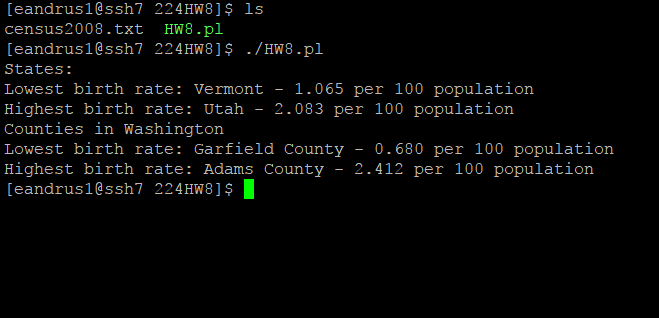 [eandrus1@ssh7 224HW8]$ ls
census2008.txt  HW8.pl
[eandrus1@ssh7 224HW8]$ ./HW8.pl
States:
Lowest birth rate: Vermont - 1.065 per 100 population
Highest birth rate: Utah - 2.083 per 100 population
Counties in Washington
Lowest birth rate: Garfield County - 0.680 per 100 population
Highest birth rate: Adams County - 2.412 per 100 population
[eandrus1@ssh7 224HW8]$